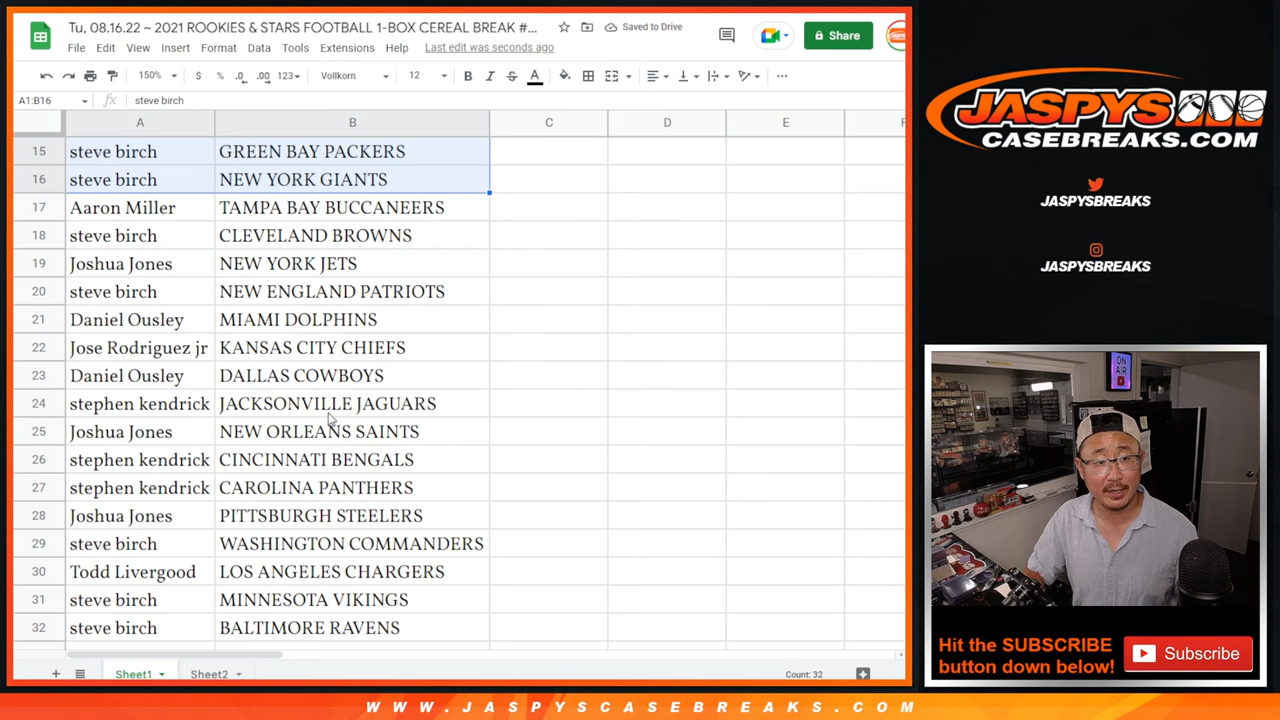 Tu, 08.16.22 ~ 2021 ROOKIES & STARS FOOTBALL 1-BOX CEREAL BREAK #...
Saved to Drive
File Edit View Insert Format Data Tools Extensions Help Last edit was seconds ago
Share
150% $ % .0 .00 123 Vollkorn 12 B I S A
A1:B16 fx steve birch
A B C D E
15 steve birch GREEN BAY PACKERS
16 steve birch NEW YORK GIANTS
17 Aaron Miller TAMPA BAY BUCCANEERS
18 steve birch CLEVELAND BROWNS
19 Joshua Jones NEW YORK JETS
20 steve birch NEW ENGLAND PATRIOTS
21 Daniel Ousley MIAMI DOLPHINS
22 Jose Rodriguez jr KANSAS CITY CHIEFS
23 Daniel Ousley DALLAS COWBOYS
24 stephen kendrick JACKSONVILLE JAGUARS
25 Joshua Jones NEW ORLEANS SAINTS
26 stephen kendrick CINCINNATI BENGALS
27 stephen kendrick CAROLINA PANTHERS
28 Joshua Jones PITTSBURGH STEELERS
29 steve birch WASHINGTON COMMANDERS
30 Todd Livergood LOS ANGELES CHARGERS
31 steve birch MINNESOTA VIKINGS
32 steve birch BALTIMORE RAVENS
Sheet1 Sheet2 Count: 32
JASPYS
CASEBREAKS.COM
JASPYSBREAKS
JASPYSBREAKS
ON
AIR
Hit the SUBSCRIBE
button down below!
Subscribe
WWW.JASPYSCASEBREAKS.COM